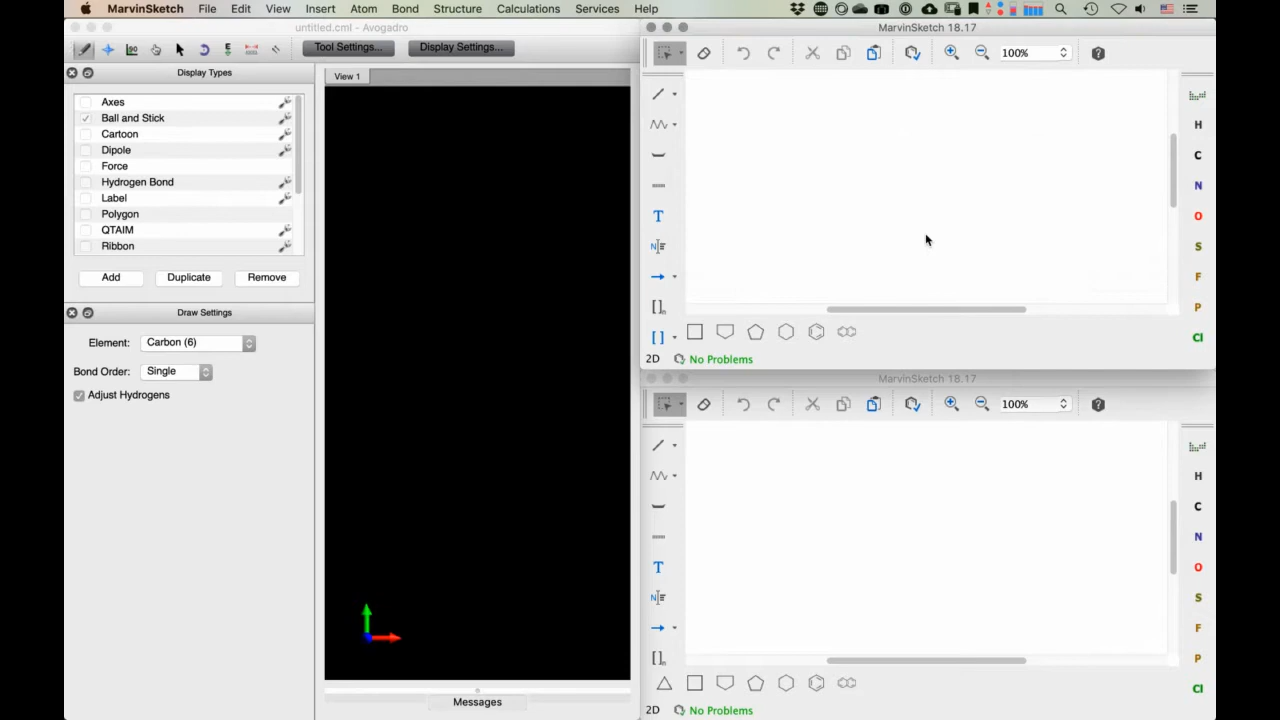 MarvinSketch File Edit View Insert Atom Bond Structure Calculations Services Help
untitled.cml - Avogadro
Tool Settings... Display Settings...
Display Types
Axes
Ball and Stick
Cartoon
Dipole
Force
Hydrogen Bond
Label
Polygon
QTAIM
Ribbon
Add Duplicate Remove
Draw Settings
Element: Carbon (6)
Bond Order: Single
Adjust Hydrogens
View 1
Messages
MarvinSketch 18.17
100%
H
C
T
N
N
O
S
F
[ ]n
P
[ ]
Cl
2D No Problems
MarvinSketch 18.17
100%
H
C
N
T
O
N
S
F
[ ]n
P
Cl
2D No Problems